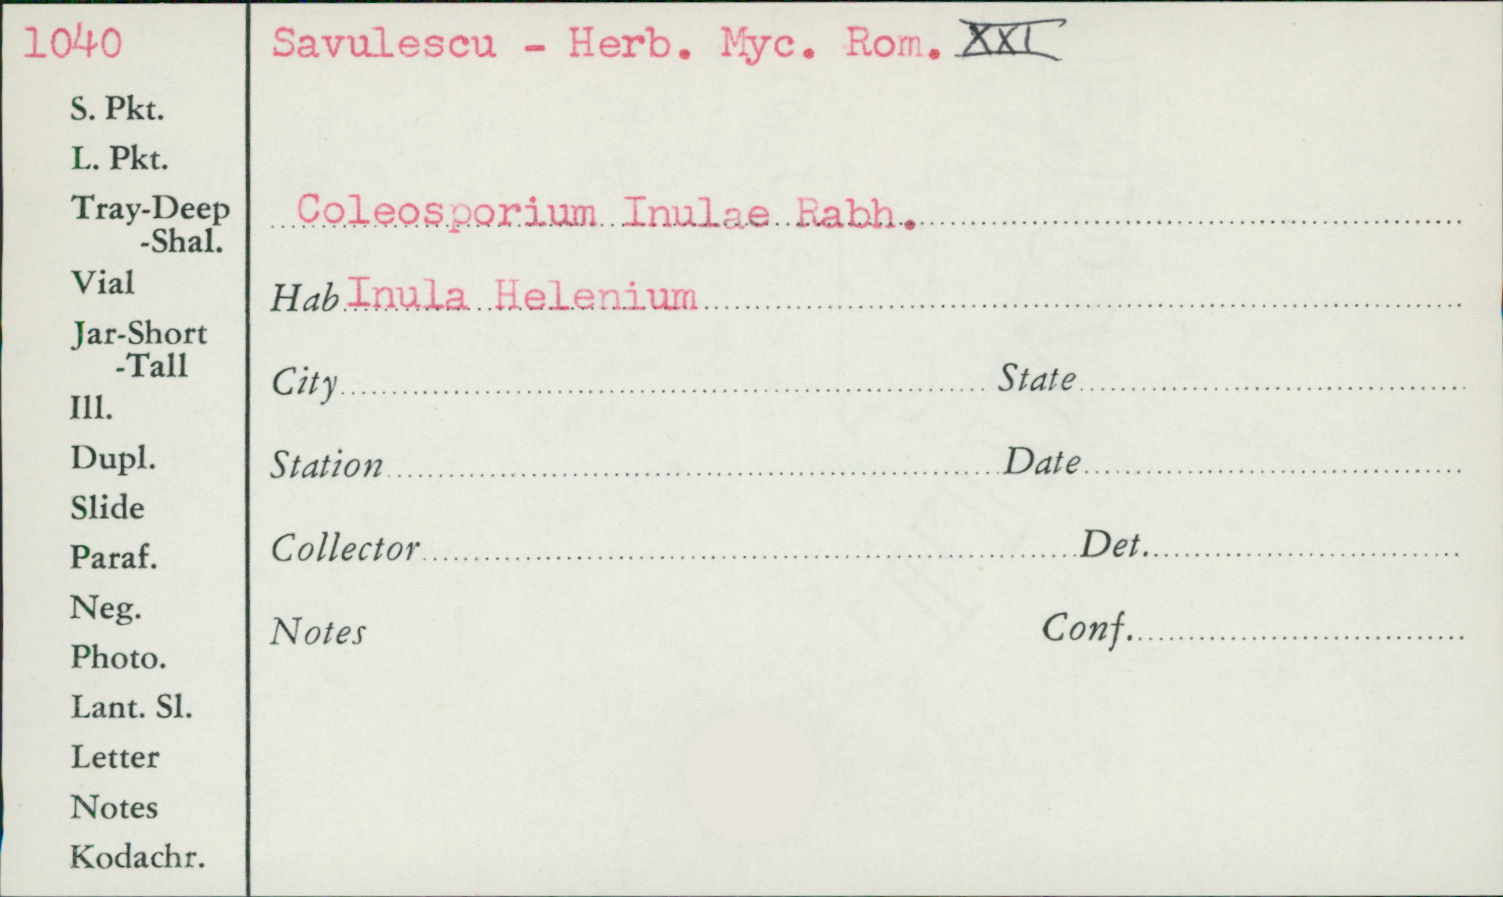 1040
Savulescu - Herb. Myc. Rom. XXI
S. Pkt.
L. Pkt.
Tray-Deep
-Shal.
Vial
Jar-Short
-Tall
Ill.
Dupl.
Slide
Paraf.
Neg.
Photo.
Lant. Sl.
Letter
Notes
Kodachr.
Coleosporium Inulae Rabh.
Hab Inula Helenium
City State
Station Date
Collector Det.
Notes Conf.